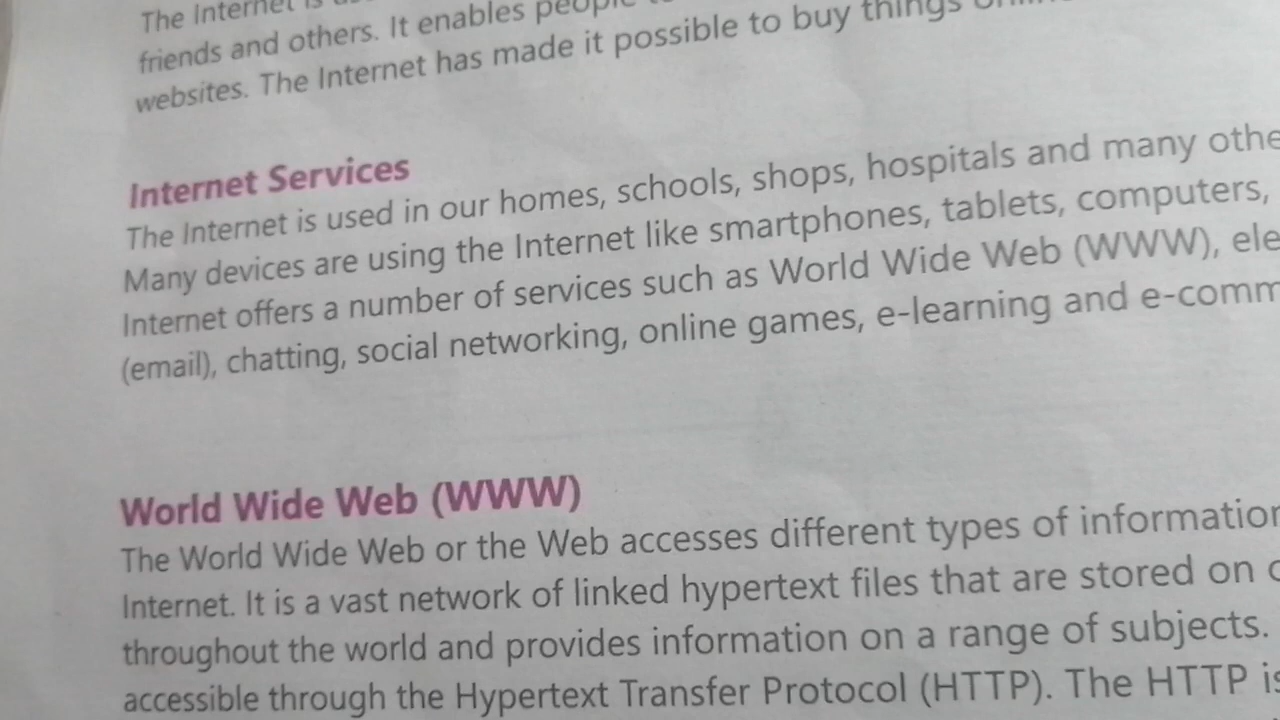 The Internet is
friends and others. It enables people
websites. The Internet has made it possible to buy things
Internet Services
The Internet is used in our homes, schools, shops, hospitals and many
Many devices are using the Internet like smartphones, tablets, computers,
Internet offers a number of services such as World Wide Web (WWW),
(email), chatting, social networking, online games, e-learning and
World Wide Web (WWW)
The World Wide Web or the Web accesses different types of
Internet. It is a vast network of linked hypertext files that are stored on
throughout the world and provides information on a range of subjects.
accessible through the Hypertext Transfer Protocol (HTTP). The HTTP